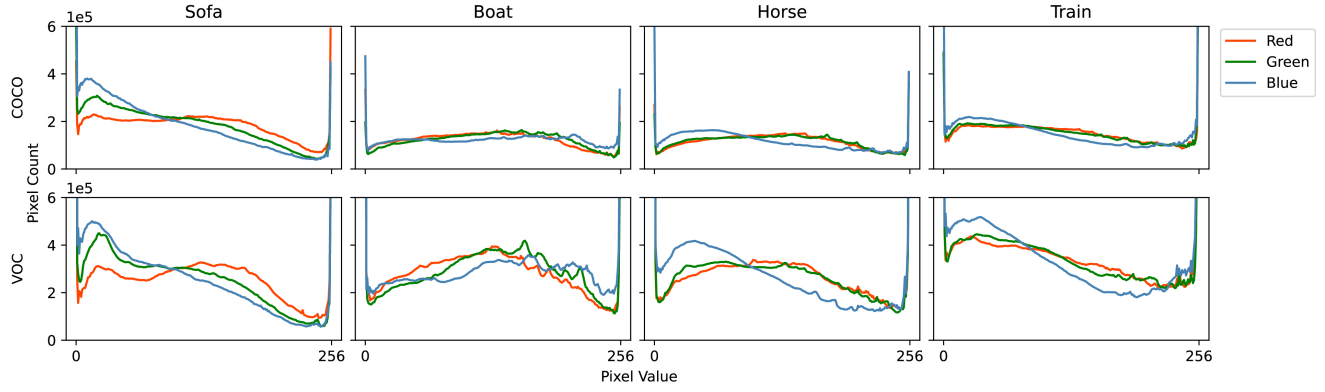 Sofa
Boat
Horse
Train
1e5
6
4
2
0
COCO
Red
Green
Blue
Pixel Count
1e5
6
4
2
0
VOC
0
256
0
256
0
256
0
256
Pixel Value